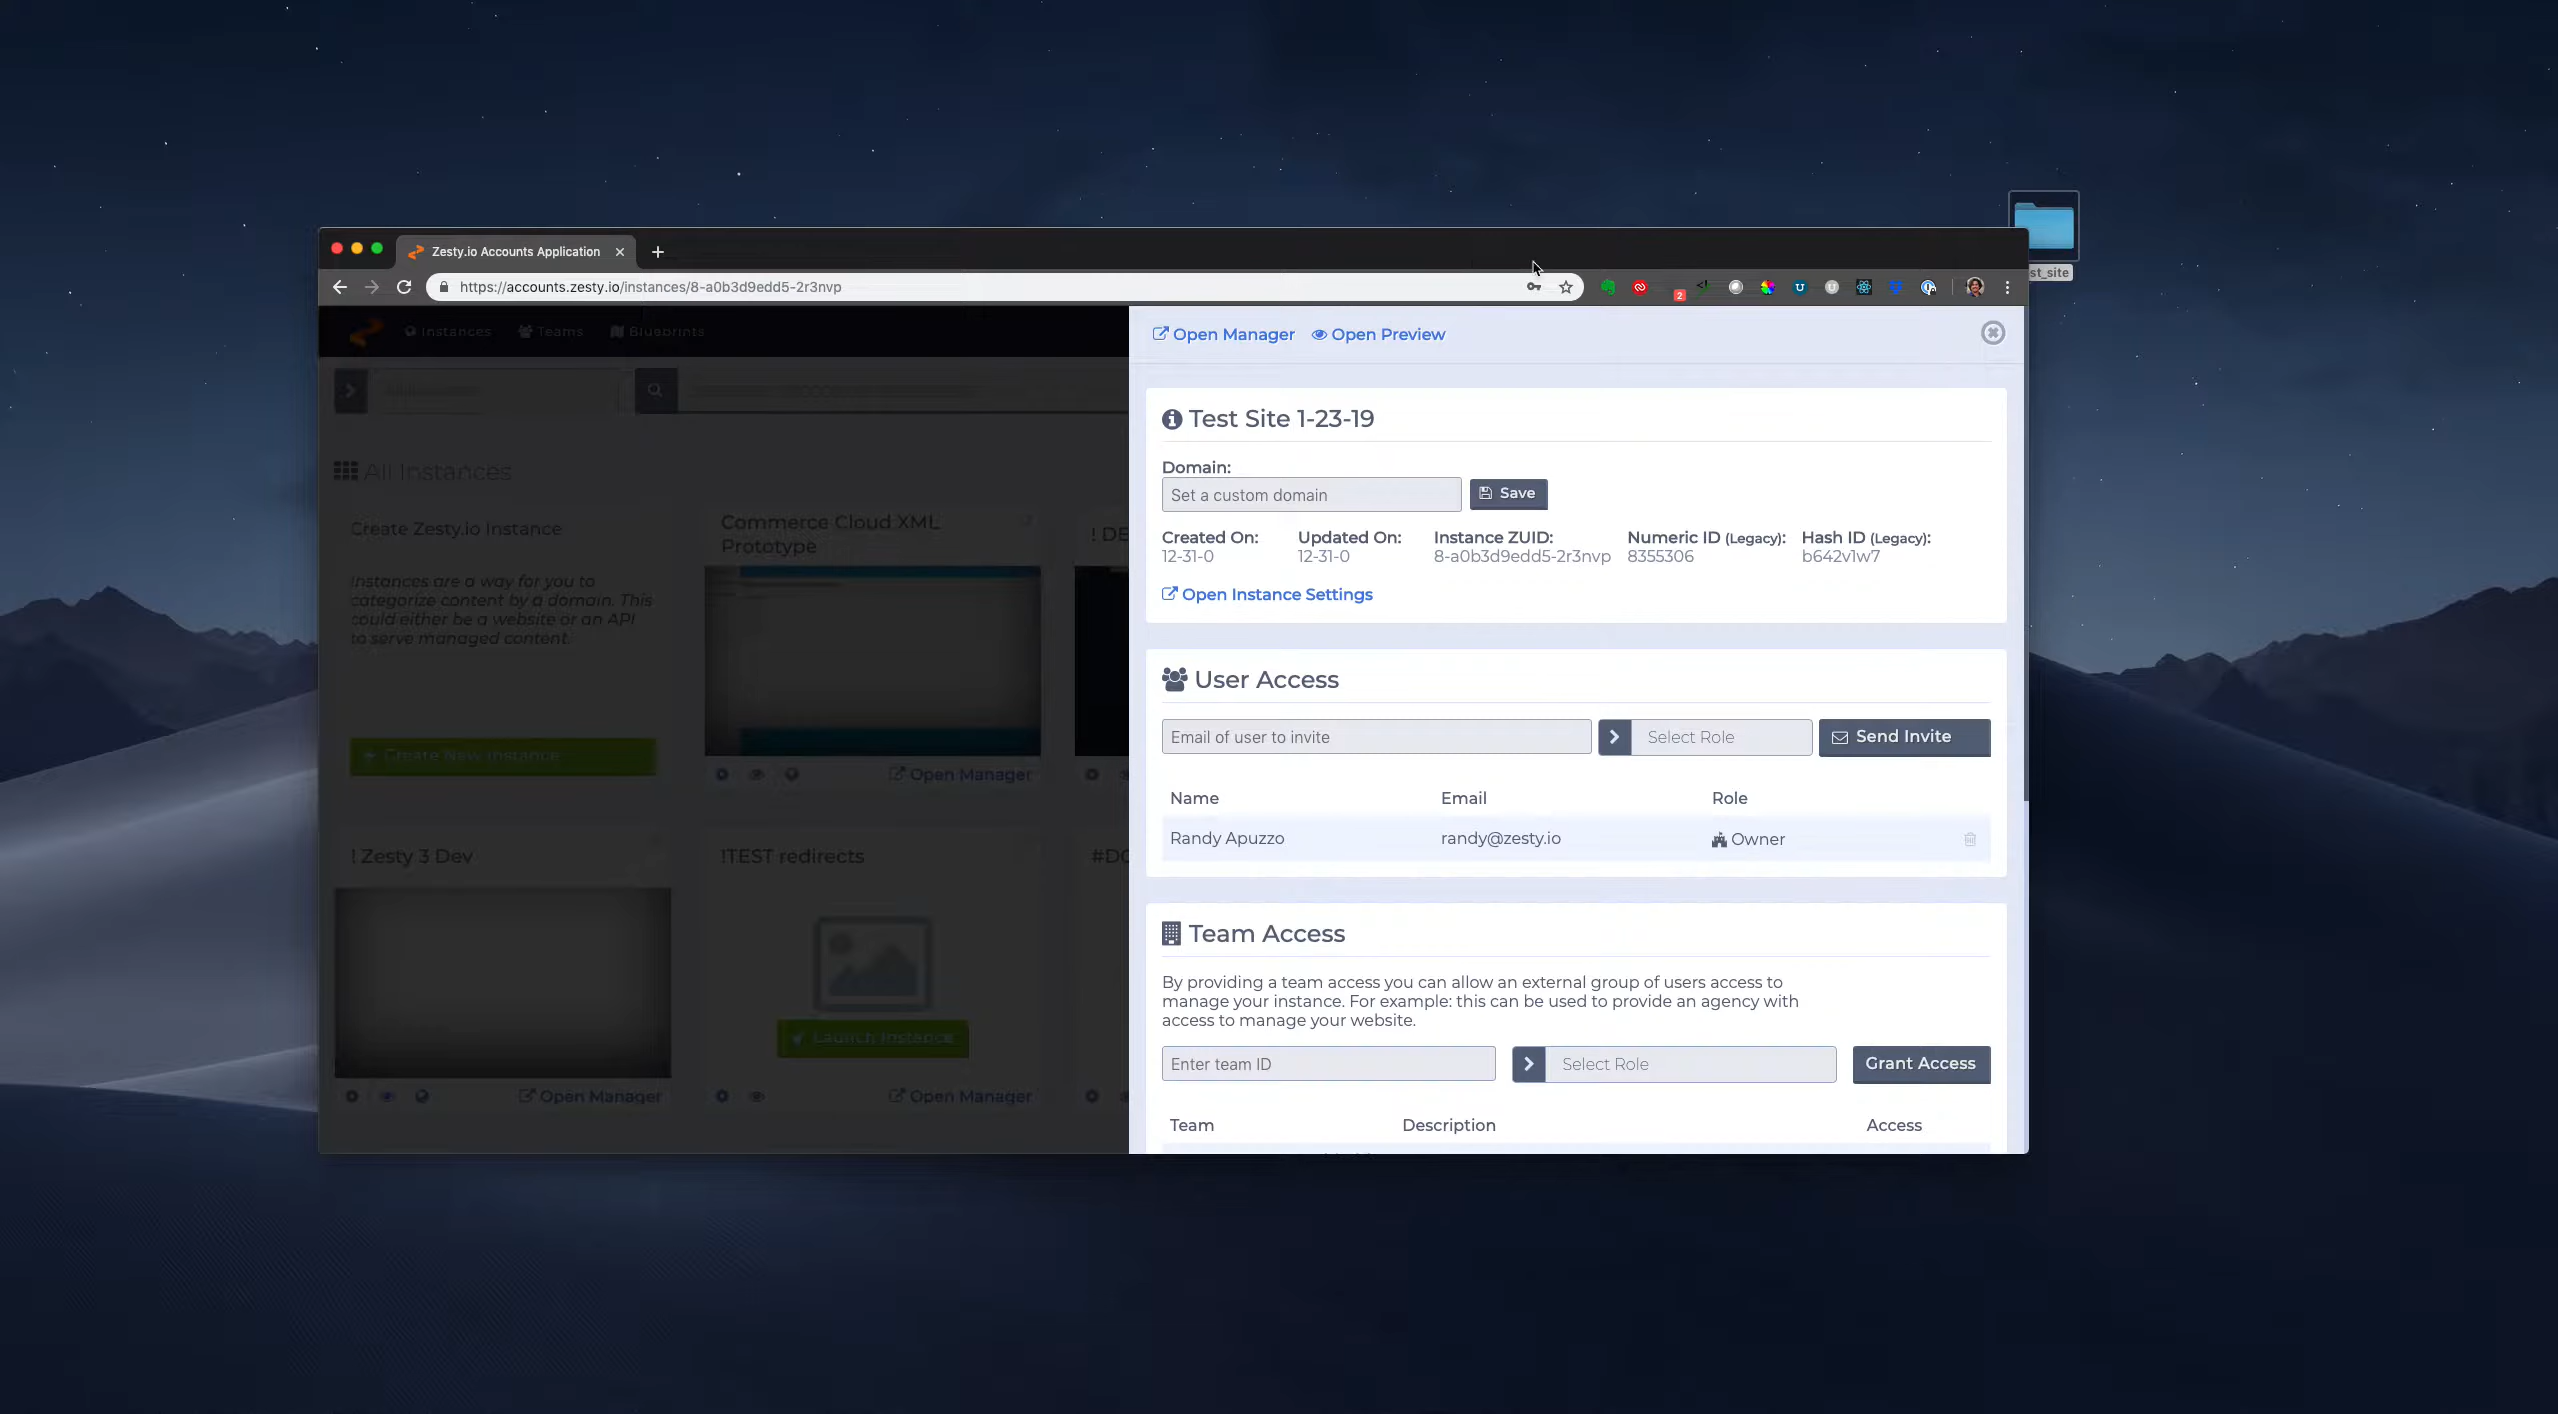 st_site
Zesty.io Accounts Application
https://accounts.zesty.io/instances/8-a0b3d9edd5-2r3nvp
2
Instances
Teams
Blueprints
Open Manager
Open Preview
All Instances
Create Zesty.io Instance
Instances are a way for you to
categorize content by a domain. This
could either be a website or an API
to serve managed content.
Create New Instance
Commerce Cloud XML
Prototype
Open Manager
! DE
! Zesty 3 Dev
Open Manager
!TEST redirects
Launch Instance
Open Manager
#DO
Test Site 1-23-19
Domain:
Set a custom domain
Save
Created On:
12-31-0
Updated On:
12-31-0
Instance ZUID:
8-a0b3d9edd5-2r3nvp
Numeric ID (Legacy):
8355306
Hash ID (Legacy):
b642v1w7
Open Instance Settings
User Access
Email of user to invite
Select Role
Send Invite
Name Email Role
Randy Apuzzo randy@zesty.io Owner
Team Access
By providing a team access you can allow an external group of users access to
manage your instance. For example: this can be used to provide an agency with
access to manage your website.
Enter team ID
Select Role
Grant Access
Team Description Access